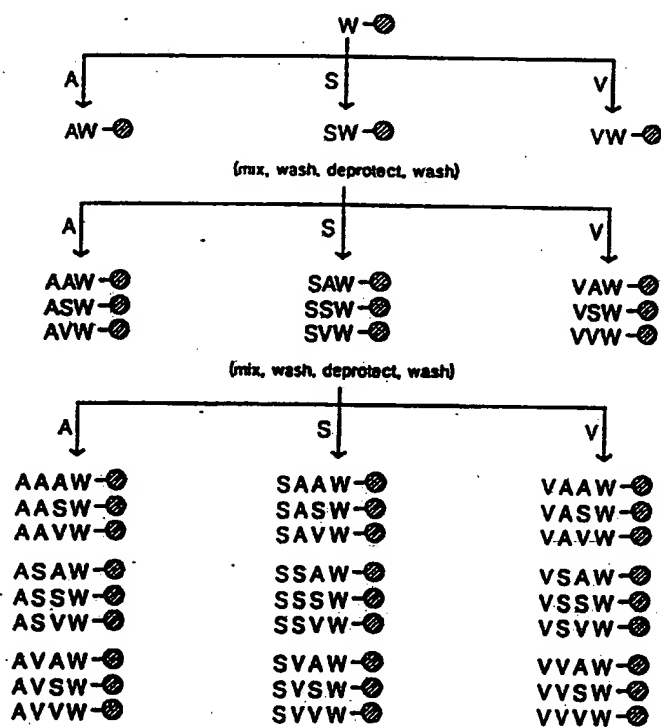 W
A S V
AW SW VW
(mix, wash, deprotect, wash)
A S V
AAW SAW VAW
ASW SSW VSW
AVW SVW VVW
(mix, wash, deprotect, wash)
A S V
AAAW SAAW VAAW
AASW SASW VASW
AAVW SAVW VAVW
ASAW SSAW VSAW
ASSW SSSW VSSW
ASVW SSVW VSVW
AVAW SVAW VVAW
AVSW SVSW VVSW
AVVW SVVW VVVW